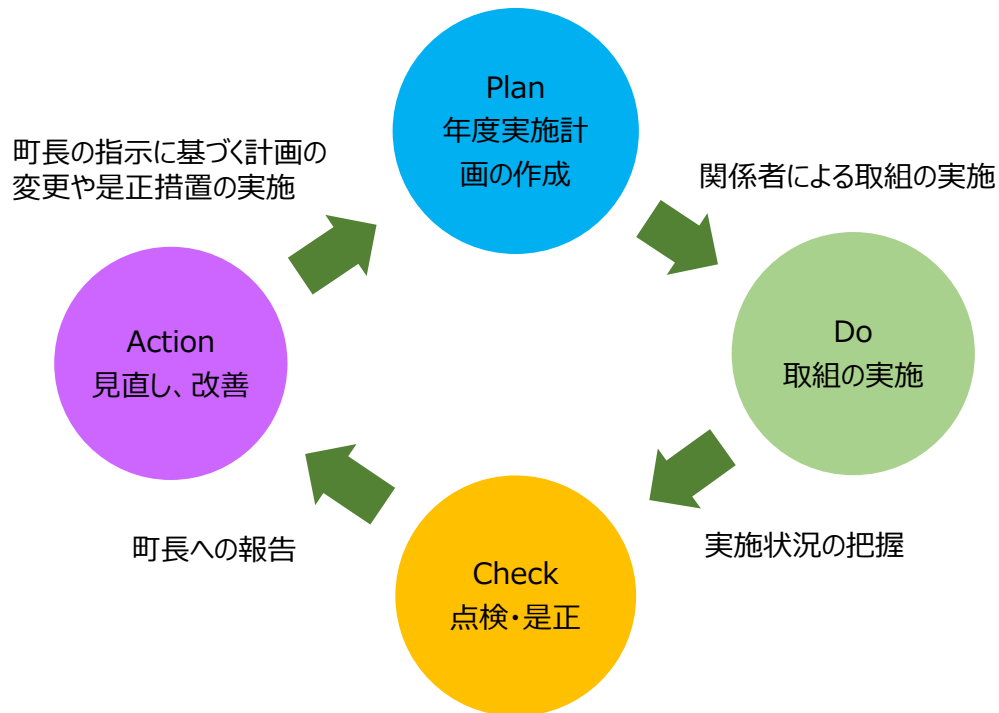 Plan
年度実施計
画の作成
町長の指示に基づく計画の
変更や是正措置の実施
関係者による取組の実施
Action
見直し、改善
Do
取組の実施
町長への報告
実施状況の把握
Check
点検・是正